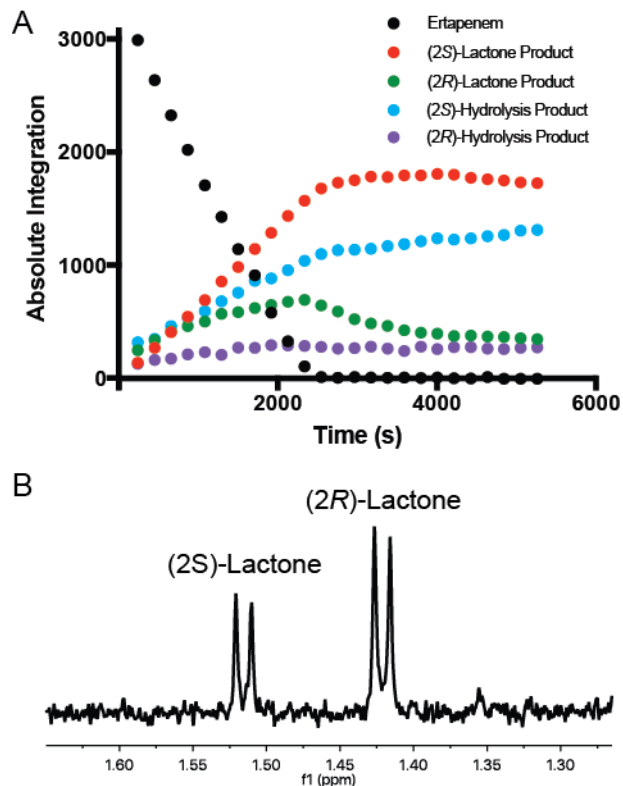 A
Ertapenem
(2S)-Lactone Product
(2R)-Lactone Product
(2S)-Hydrolysis Product
(2R)-Hydrolysis Product
Absolute Integration
3000
2000
1000
0
2000 4000 6000
Time (s)
B
(2R)-Lactone
(2S)-Lactone
1.60 1.55 1.50 1.45 1.40 1.35 1.30
f1 (ppm)